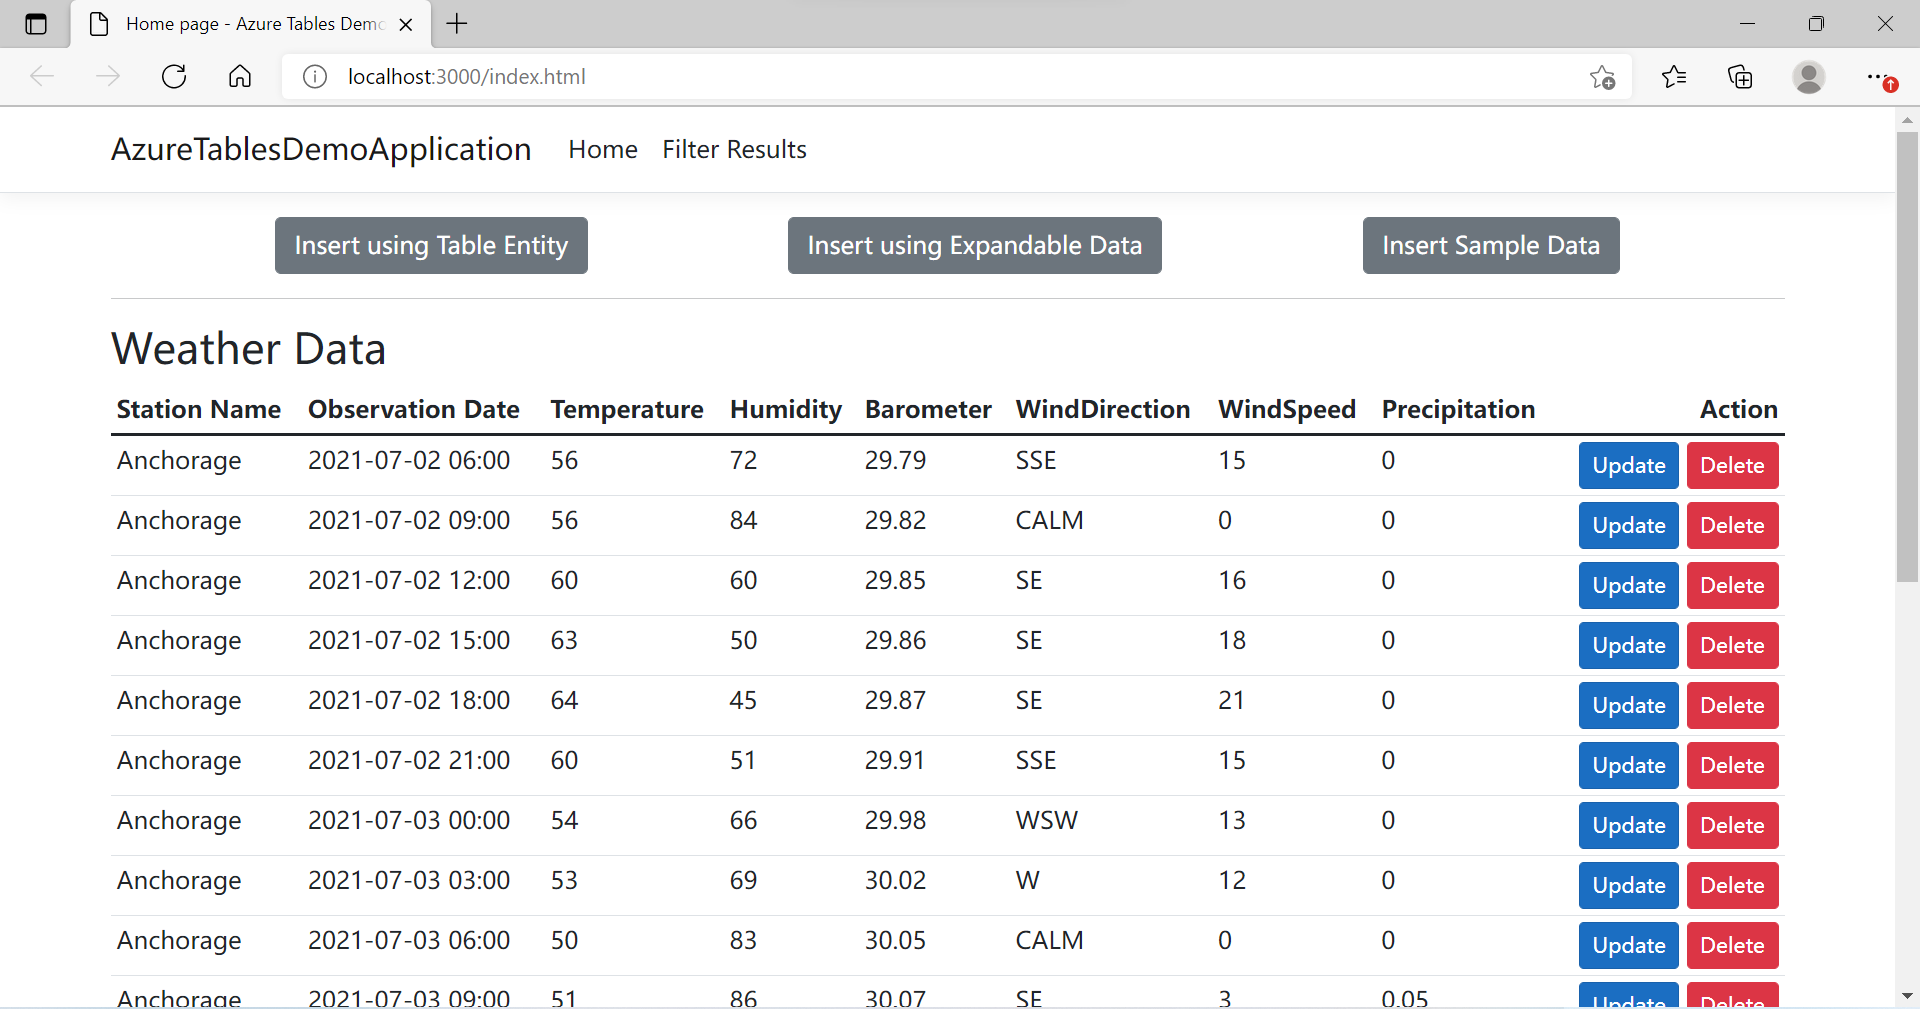 Home page - Azure Tables Demo
localhost:3000/index.html
AzureTablesDemoApplication Home Filter Results
Insert using Table Entity Insert using Expandable Data Insert Sample Data
Weather Data
Station Name Observation Date Temperature Humidity Barometer WindDirection WindSpeed Precipitation Action
Anchorage 2021-07-02 06:00 56 72 29.79 SSE 15 0 Update Delete
Anchorage 2021-07-02 09:00 56 84 29.82 CALM 0 0 Update Delete
Anchorage 2021-07-02 12:00 60 60 29.85 SE 16 0 Update Delete
Anchorage 2021-07-02 15:00 63 50 29.86 SE 18 0 Update Delete
Anchorage 2021-07-02 18:00 64 45 29.87 SE 21 0 Update Delete
Anchorage 2021-07-02 21:00 60 51 29.91 SSE 15 0 Update Delete
Anchorage 2021-07-03 00:00 54 66 29.98 WSW 13 0 Update Delete
Anchorage 2021-07-03 03:00 53 69 30.02 W 12 0 Update Delete
Anchorage 2021-07-03 06:00 50 83 30.05 CALM 0 0 Update Delete
Anchorage 2021-07-03 09:00 51 86 30.07 SE 3 0.05 Update Delete